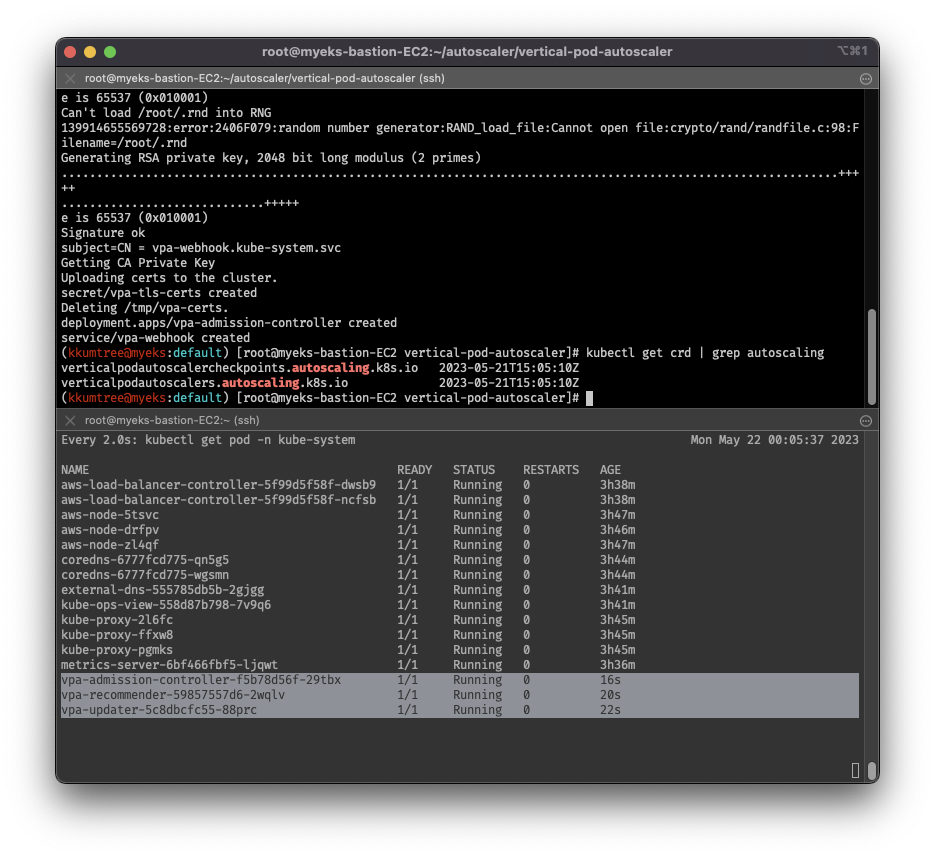 root@myeks-bastion-EC2:~/autoscaler/vertical-pod-autoscaler
⌥⌘1
root@myeks-bastion-EC2:~/autoscaler/vertical-pod-autoscaler (ssh)
e is 65537 (0x010001)
Can't load /root/.rnd into RNG
139914655569728:error:2406F079:random number generator:RAND_load_file:Cannot open file:crypto/rand/randfile.c:98:F
ilename=/root/.rnd
Generating RSA private key, 2048 bit long modulus (2 primes)
...............................................................................................................+++
++
.............................+++++
e is 65537 (0x010001)
Signature ok
subject=CN = vpa-webhook.kube-system.svc
Getting CA Private Key
Uploading certs to the cluster.
secret/vpa-tls-certs created
Deleting /tmp/vpa-certs.
deployment.apps/vpa-admission-controller created
service/vpa-webhook created
(kkumtree@myeks:default) [root@myeks-bastion-EC2 vertical-pod-autoscaler]# kubectl get crd | grep autoscaling
verticalpodautoscalercheckpoints.autoscaling.k8s.io   2023-05-21T15:05:10Z
verticalpodautoscalers.autoscaling.k8s.io             2023-05-21T15:05:10Z
(kkumtree@myeks:default) [root@myeks-bastion-EC2 vertical-pod-autoscaler]#
root@myeks-bastion-EC2:~ (ssh)
Every 2.0s: kubectl get pod -n kube-system   Mon May 22 00:05:37 2023
NAME   READY   STATUS   RESTARTS   AGE
aws-load-balancer-controller-5f99d5f58f-dwsb9   1/1   Running   0   3h38m
aws-load-balancer-controller-5f99d5f58f-ncfsb   1/1   Running   0   3h38m
aws-node-5tsvc   1/1   Running   0   3h47m
aws-node-drfpv   1/1   Running   0   3h46m
aws-node-zl4qf   1/1   Running   0   3h47m
coredns-6777fcd775-qn5g5   1/1   Running   0   3h44m
coredns-6777fcd775-wgsmn   1/1   Running   0   3h44m
external-dns-555785db5b-2gjgg   1/1   Running   0   3h41m
kube-ops-view-558d87b798-7v9q6   1/1   Running   0   3h41m
kube-proxy-2l6fc   1/1   Running   0   3h45m
kube-proxy-ffxw8   1/1   Running   0   3h45m
kube-proxy-pgmks   1/1   Running   0   3h45m
metrics-server-6bf466fbf5-ljqwt   1/1   Running   0   3h36m
vpa-admission-controller-f5b78d56f-29tbx   1/1   Running   0   16s
vpa-recommender-59857557d6-2wqlv   1/1   Running   0   20s
vpa-updater-5c8dbcfc55-88prc   1/1   Running   0   22s